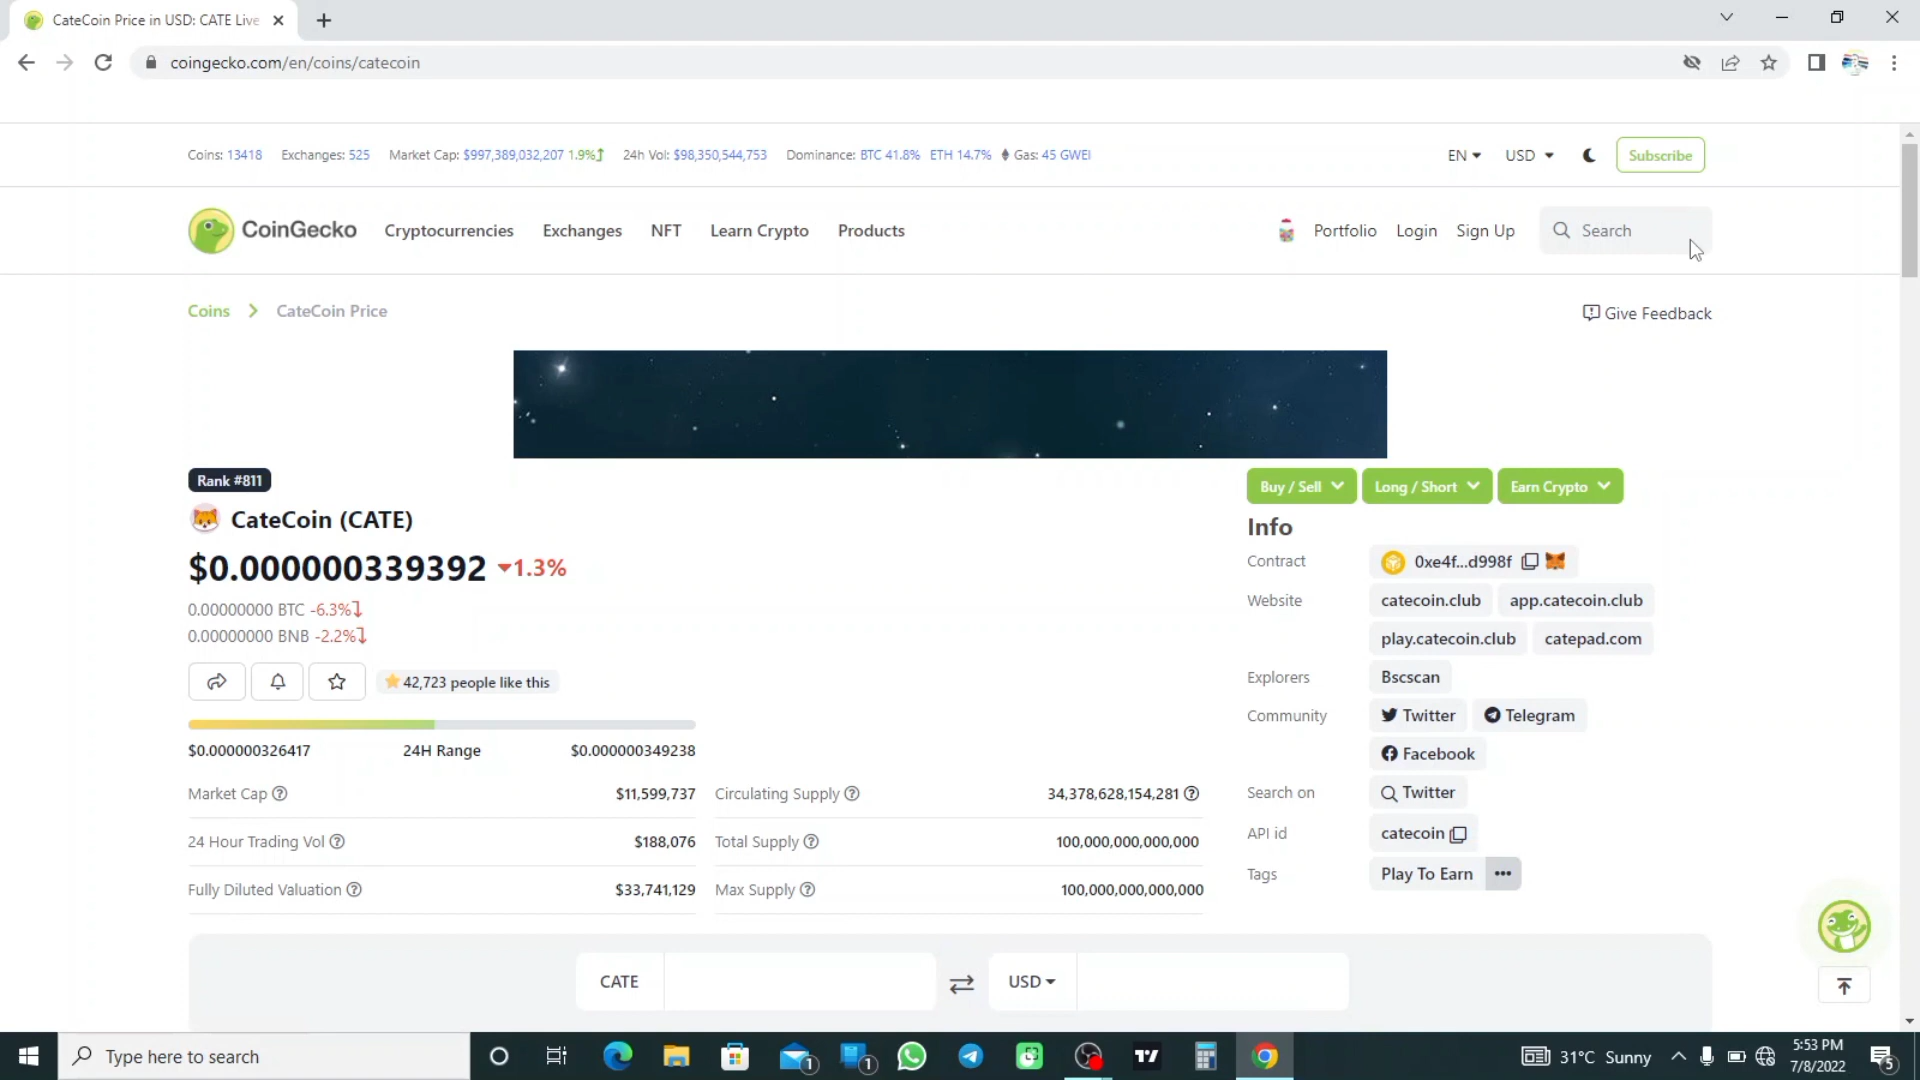 CateCoin Price in USD: CATE Live
coingecko.com/en/coins/catecoin
Coins: 13418 Exchanges: 525 Market Cap: $997,389,032,207 1.9% 24h Vol: $98,350,544,753 Dominance: BTC 41.8% ETH 14.7% Gas: 45 GWEI EN USD Subscribe
CoinGecko Cryptocurrencies Exchanges NFT Learn Crypto Products Portfolio Login Sign Up Search
Coins CateCoin Price Give Feedback
Rank #811
CateCoin (CATE)
$0.000000339392 1.3%
0.00000000 BTC -6.3%
0.00000000 BNB -2.2%
42,723 people like this
$0.000000326417 24H Range $0.000000349238
Market Cap $11,599,737 Circulating Supply 34,378,628,154,281
24 Hour Trading Vol $188,076 Total Supply 100,000,000,000,000
Fully Diluted Valuation $33,741,129 Max Supply 100,000,000,000,000
Buy / Sell Long / Short Earn Crypto
Info
Contract 0xe4f...d998f
Website catecoin.club app.catecoin.club
play.catecoin.club catepad.com
Explorers Bscscan
Community Twitter Telegram
Facebook
Search on Twitter
API id catecoin
Tags Play To Earn •••
CATE USD
Type here to search 1 1 31°C Sunny 5:53 PM
7/8/2022 5